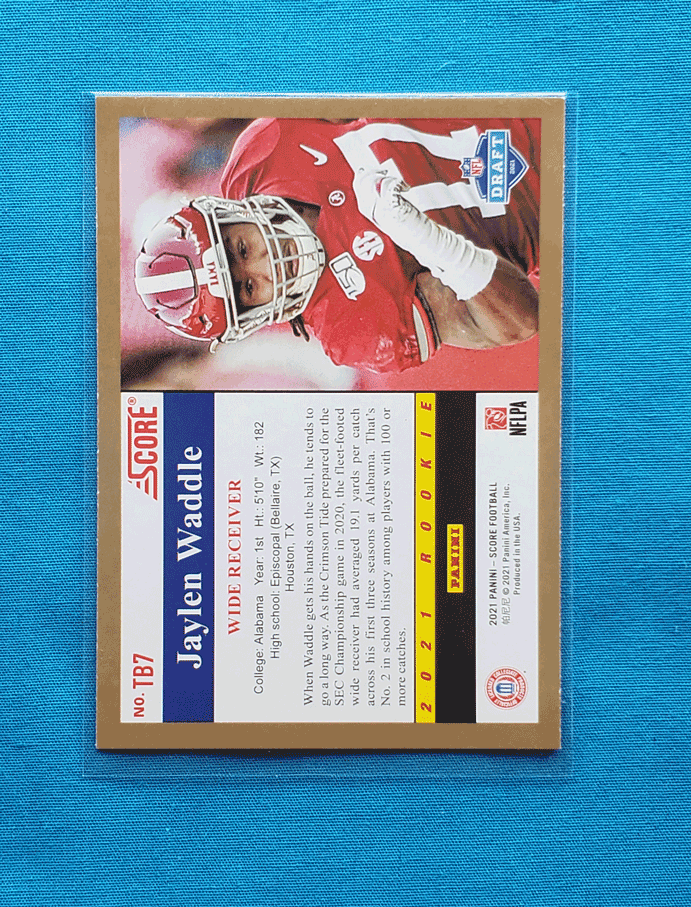 NO. TB7
SCORE®
Jaylen Waddle
WIDE RECEIVER
College: Alabama Year: 1st Ht.: 5'10" Wt.: 182
High school: Episcopal (Bellaire, TX)
Houston, TX
When Waddle gets his hands on the ball, he tends to
go a long way. As the Crimson Tide prepared for the
SEC Championship game in 2020, the fleet-footed
wide receiver had averaged 19.1 yards per catch
across his first three seasons at Alabama. That's
No. 2 in school history among players with 100 or
more catches.
2021 ROOKIE
PANINI
2021 PANINI – SCORE FOOTBALL
帕尼尼 © 2021 Panini America, Inc.
Produced in the USA.
NFLPA
NFL
DRAFT
2021